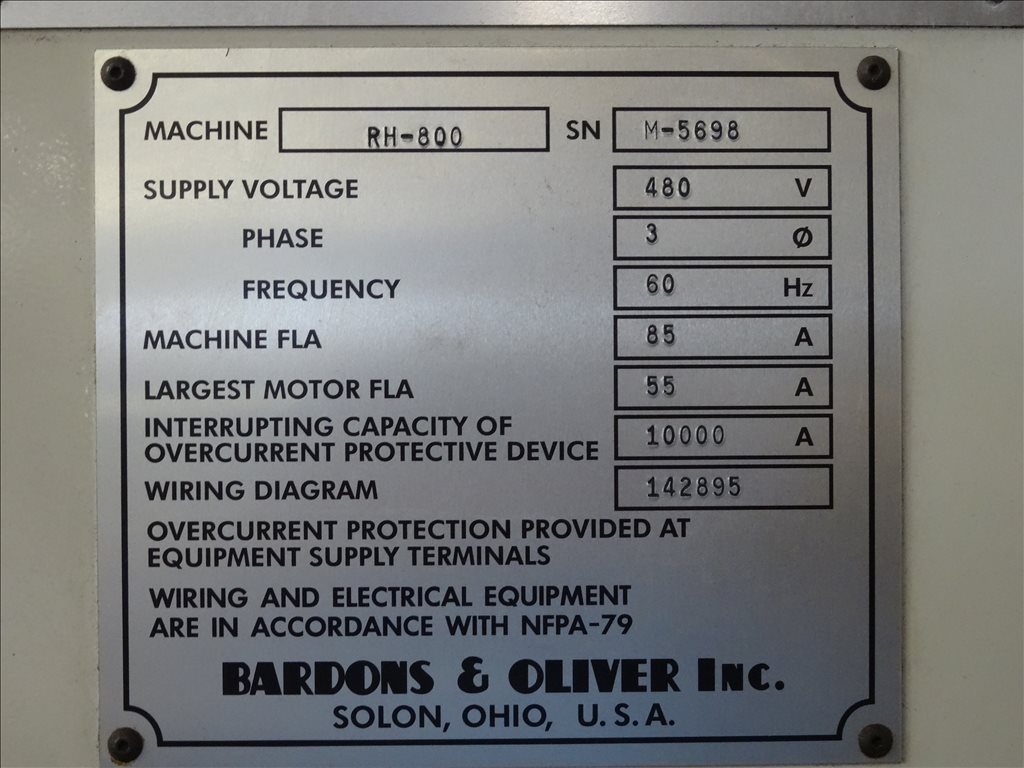 MACHINE RH-800 SN M-5698
SUPPLY VOLTAGE 480 V
PHASE 3 Ø
FREQUENCY 60 Hz
MACHINE FLA 85 A
LARGEST MOTOR FLA 55 A
INTERRUPTING CAPACITY OF
OVERCURRENT PROTECTIVE DEVICE 10000 A
WIRING DIAGRAM 142895
OVERCURRENT PROTECTION PROVIDED AT
EQUIPMENT SUPPLY TERMINALS
WIRING AND ELECTRICAL EQUIPMENT
ARE IN ACCORDANCE WITH NFPA-79
BARDONS & OLIVER INC.
SOLON, OHIO, U. S. A.